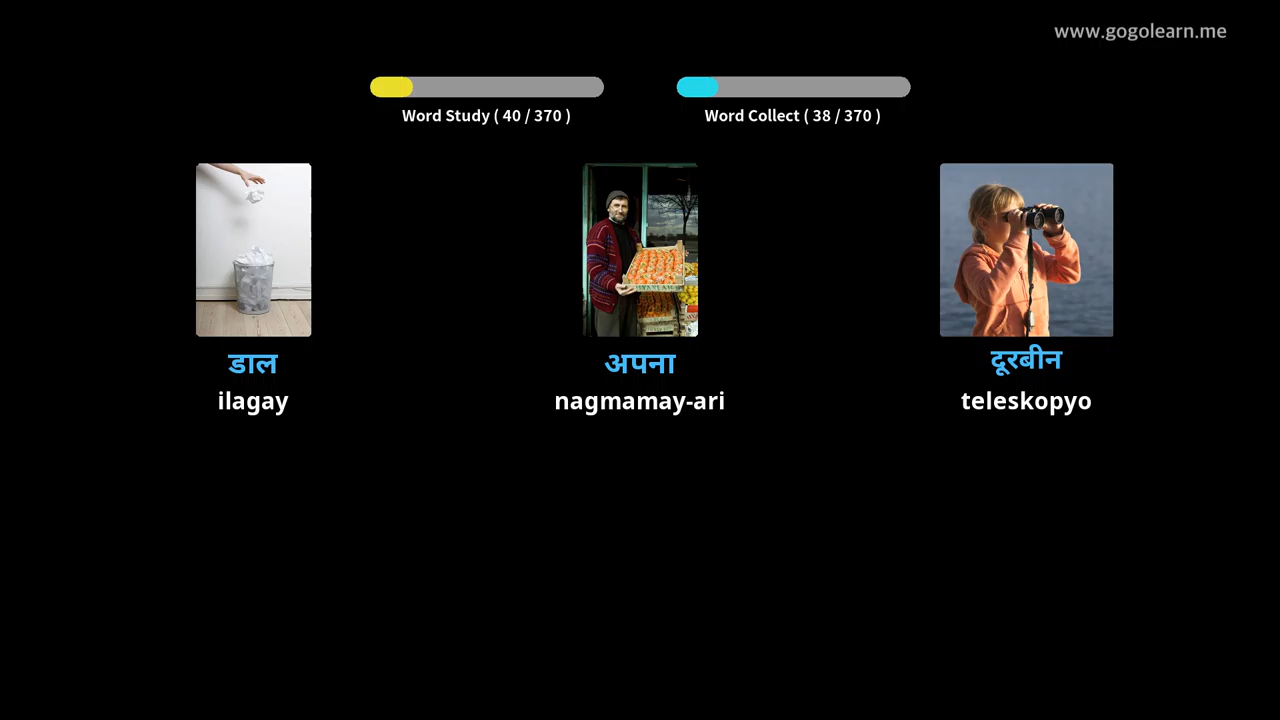 www.gogolearn.me
Word Study ( 40 / 370 )
Word Collect ( 38 / 370 )
डाल
अपना
दूरबीन
ilagay
nagmamay-ari
teleskopyo